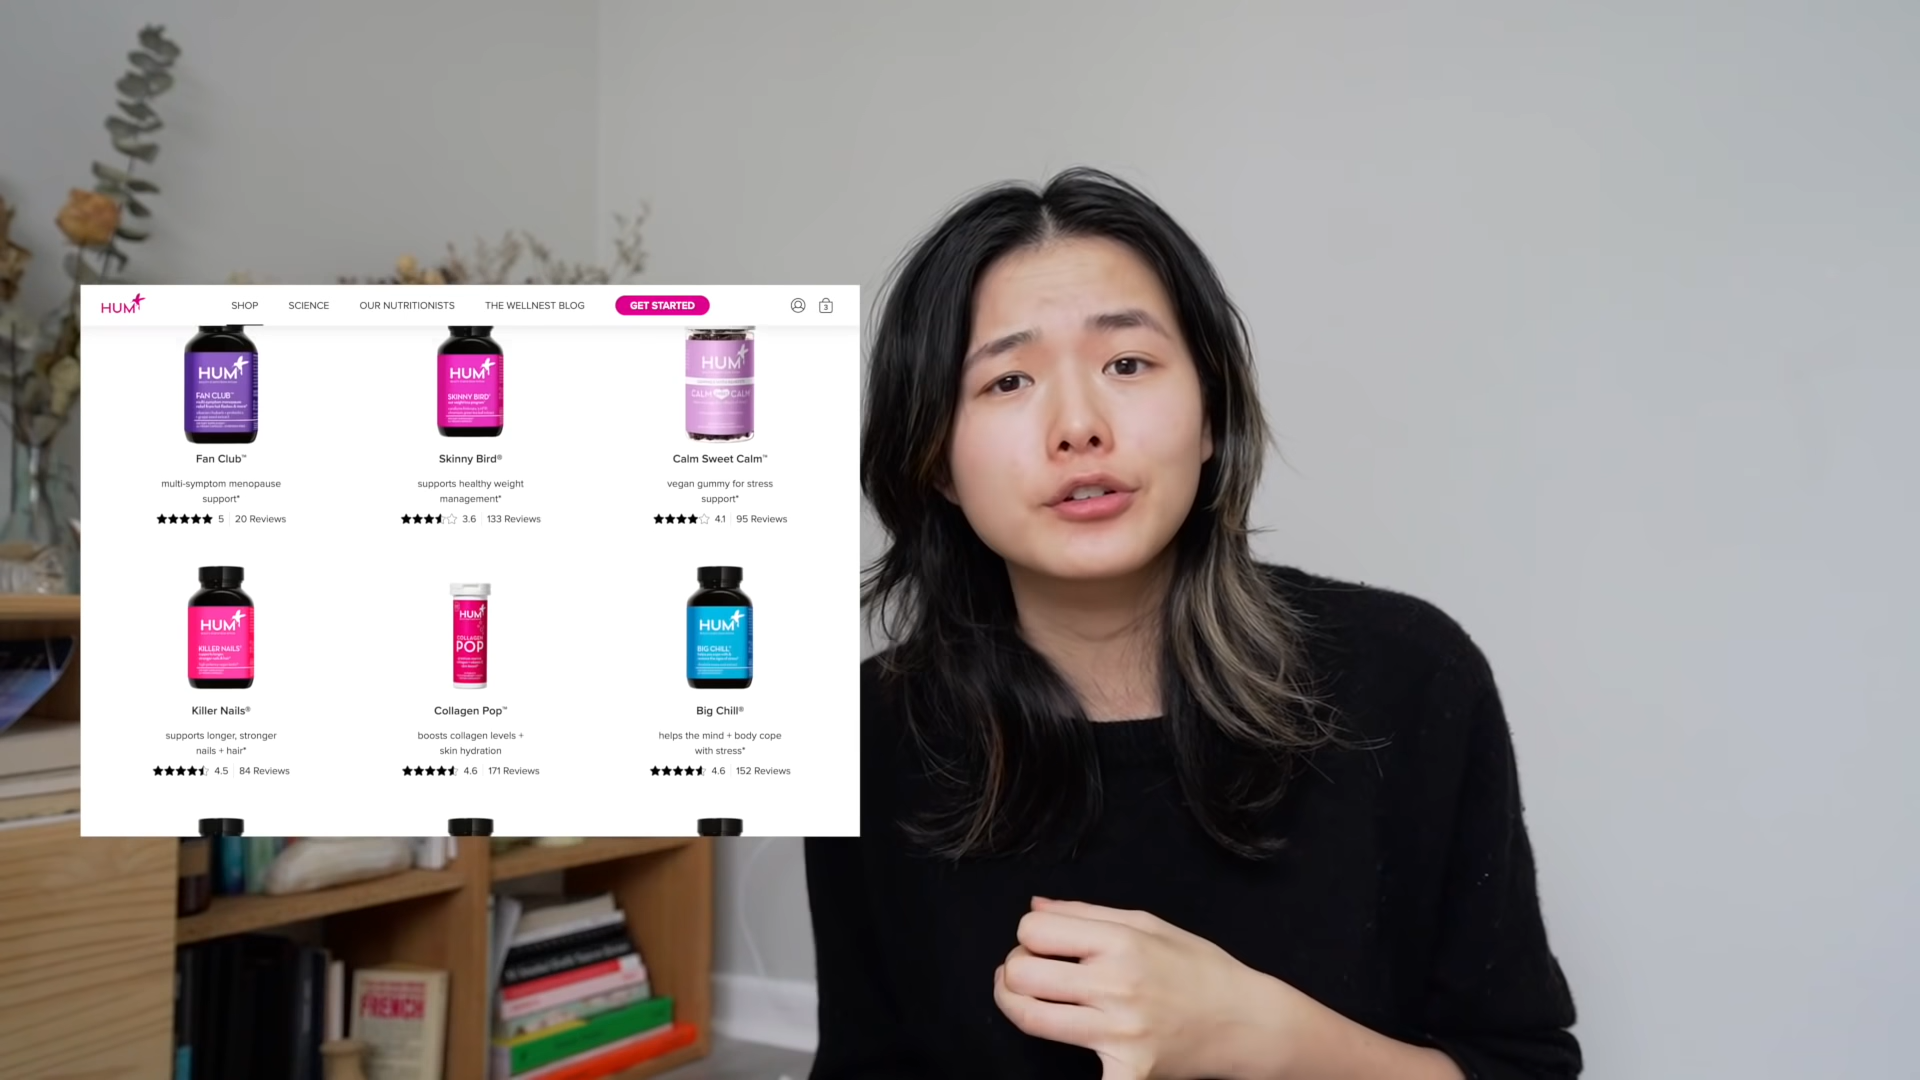 HUM
SHOP
SCIENCE
OUR NUTRITIONISTS
THE WELLNEST BLOG
GET STARTED
3
HUM
FAN CLUB™
HUM
SKINNY BIRD®
HUM
CALM SWEET CALM
Fan Club™
multi-symptom menopause
support*
5 20 Reviews
Skinny Bird®
supports healthy weight
management*
3.6 133 Reviews
Calm Sweet Calm™
vegan gummy for stress
support*
4.1 95 Reviews
HUM
KILLER NAILS®
HUM
COLLAGEN
POP
HUM
BIG CHILL®
Killer Nails®
supports longer, stronger
nails + hair*
4.5 84 Reviews
Collagen Pop™
boosts collagen levels +
skin hydration
4.6 171 Reviews
Big Chill®
helps the mind + body cope
with stress*
4.6 152 Reviews
FRENCH